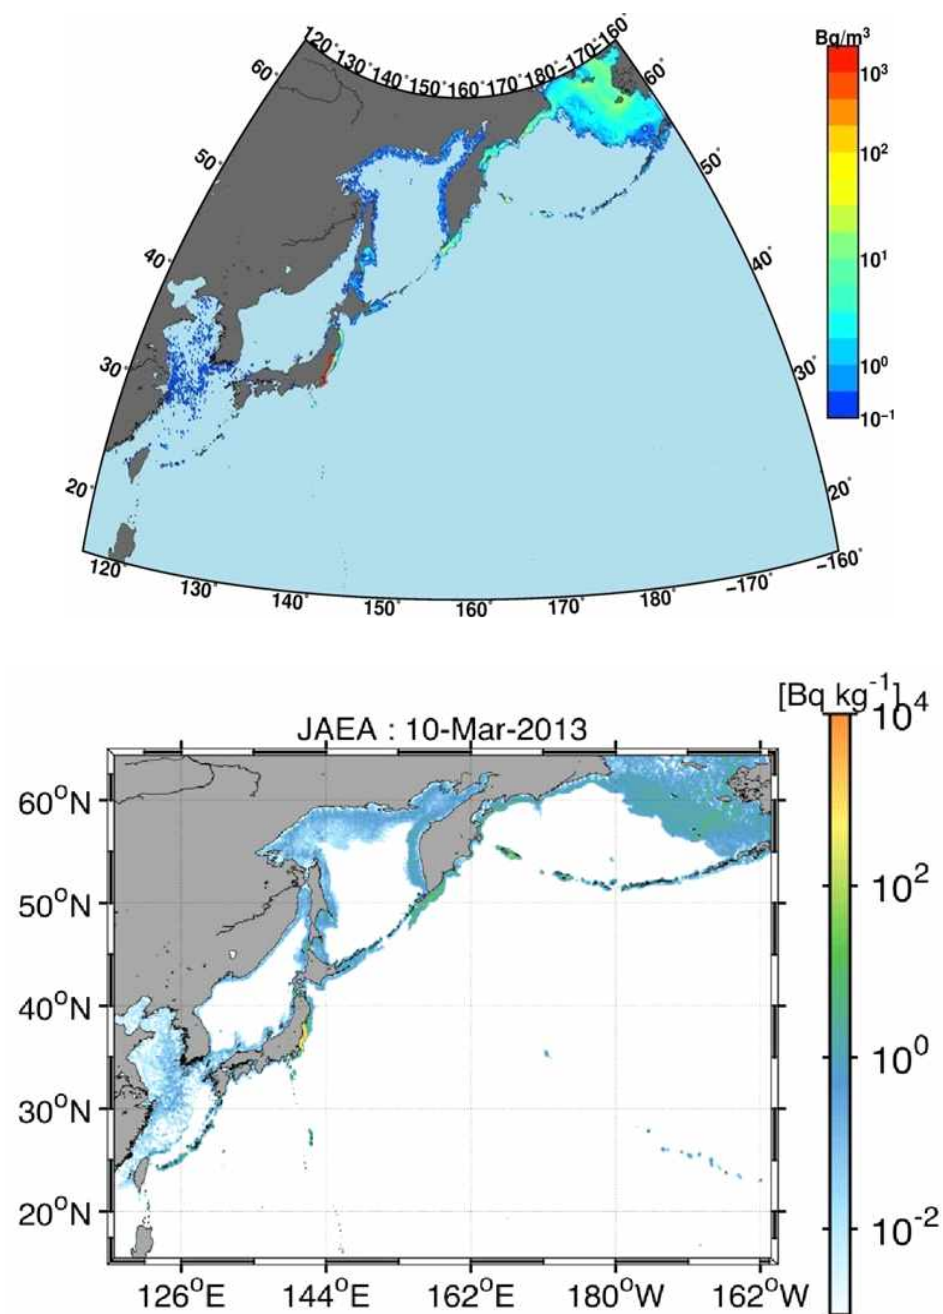 120° 130° 140° 150° 160° 170° 180° -170° -160°
Bq/m³
60° 60°
10³
50° 50°
10²
40° 40°
10¹
30° 30°
10⁰
10⁻¹
20° 20°
120° 130° 140° 150° 160° 170° 180° -170° -160°
[Bq kg⁻¹]
JAEA : 10-Mar-2013
10⁴
60°N
10²
50°N
40°N
10⁰
30°N
20°N
10⁻²
126°E 144°E 162°E 180°W 162°W